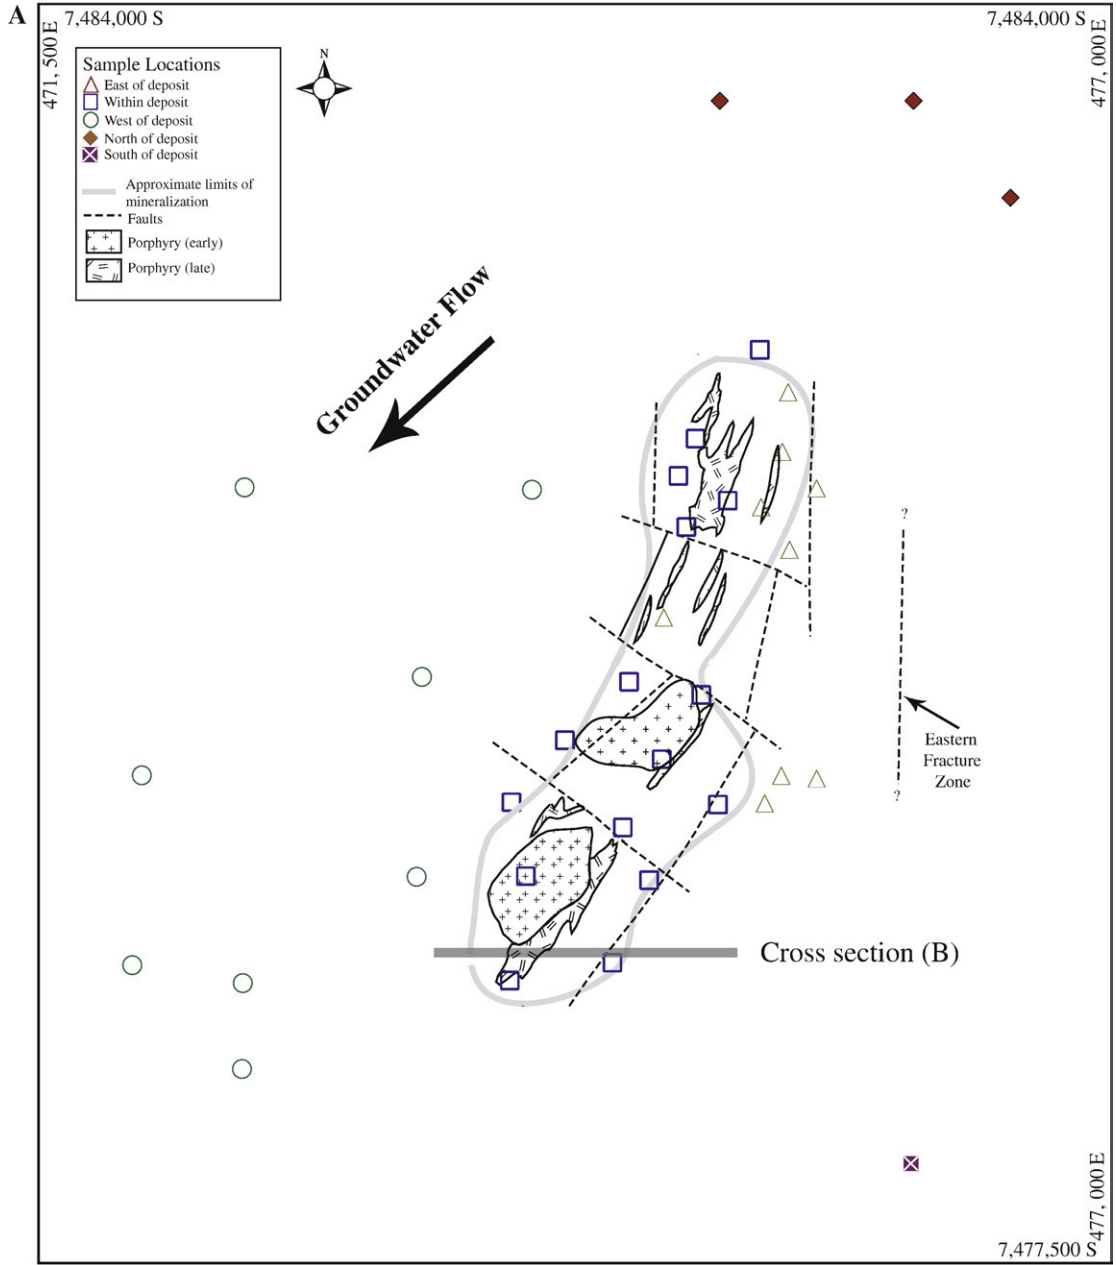 A
7,484,000 S
7,484,000 S
471, 500 E
477, 000 E
N
Sample Locations
East of deposit
Within deposit
West of deposit
North of deposit
South of deposit
Approximate limits of
mineralization
Faults
Porphyry (early)
Porphyry (late)
Groundwater Flow
?
Eastern
Fracture
Zone
?
Cross section (B)
477, 000 E
7,477,500 S